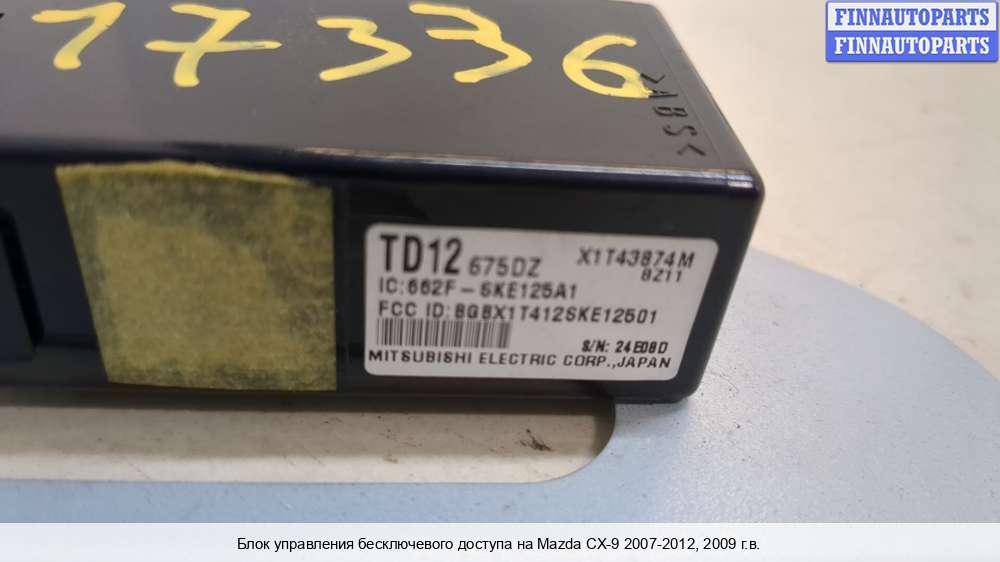 FINNAUTOPARTS
FINNAUTOPARTS
17336
>ABS<
TD12 675DZ X1T43874M
8Z11
IC:662F-SKE125A1
FCC ID:BGBX1T412SKE12501
S/N: 24E08D
MITSUBISHI ELECTRIC CORP.,JAPAN
Блок управления бесключевого доступа на Mazda CX-9 2007-2012, 2009 г.в.